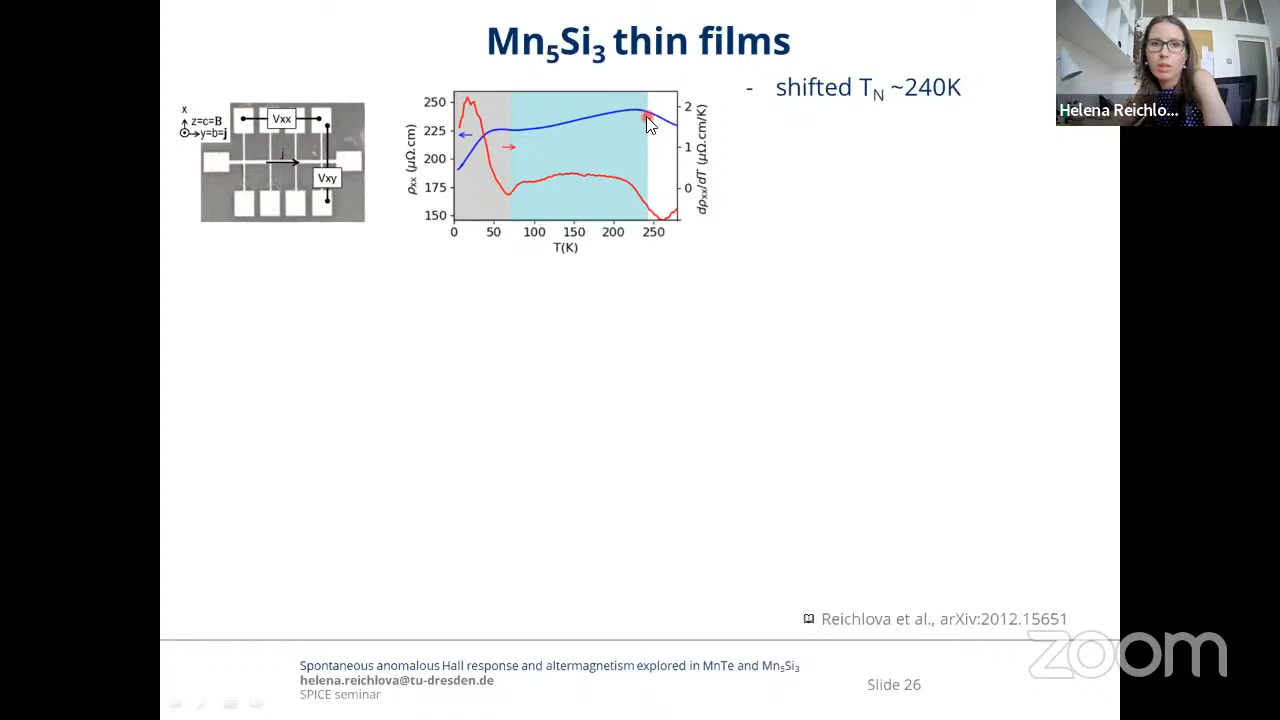 Mn₅Si₃ thin films
- shifted T_N ~240K
Helena Reichlo...
x
z=c=B
y=b=j
Vxx
j
Vxy
250
225
200
175
150
ρxx (μΩ.cm)
2
1
0
dρxx/dT (μΩ.cm/K)
0 50 100 150 200 250
T(K)
Reichlova et al., arXiv:2012.15651
zoom
Spontaneous anomalous Hall response and altermagnetism explored in MnTe and Mn₅Si₃
helena.reichlova@tu-dresden.de
SPICE seminar
Slide 26